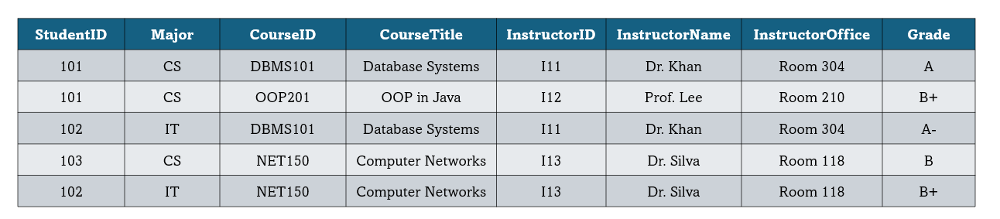 StudentID Major CourseID CourseTitle InstructorID InstructorName InstructorOffice Grade
101 CS DBMS101 Database Systems I11 Dr. Khan Room 304 A
101 CS OOP201 OOP in Java I12 Prof. Lee Room 210 B+
102 IT DBMS101 Database Systems I11 Dr. Khan Room 304 A-
103 CS NET150 Computer Networks I13 Dr. Silva Room 118 B
102 IT NET150 Computer Networks I13 Dr. Silva Room 118 B+